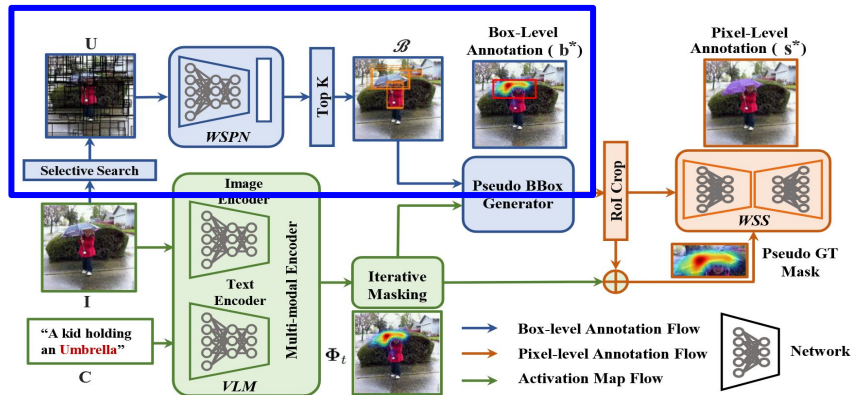 U
WSPN
Top K
ℬ
Box-Level
Annotation ( b* )
Pixel-Level
Annotation ( s* )
Selective Search
Image
Encoder
Pseudo BBox
Generator
RoI Crop
WSS
I
Text
Encoder
Multi-modal Encoder
Iterative
Masking
Pseudo GT
Mask
"A kid holding
an Umbrella"
C
VLM
Φt
Box-level Annotation Flow
Pixel-level Annotation Flow
Activation Map Flow
Network